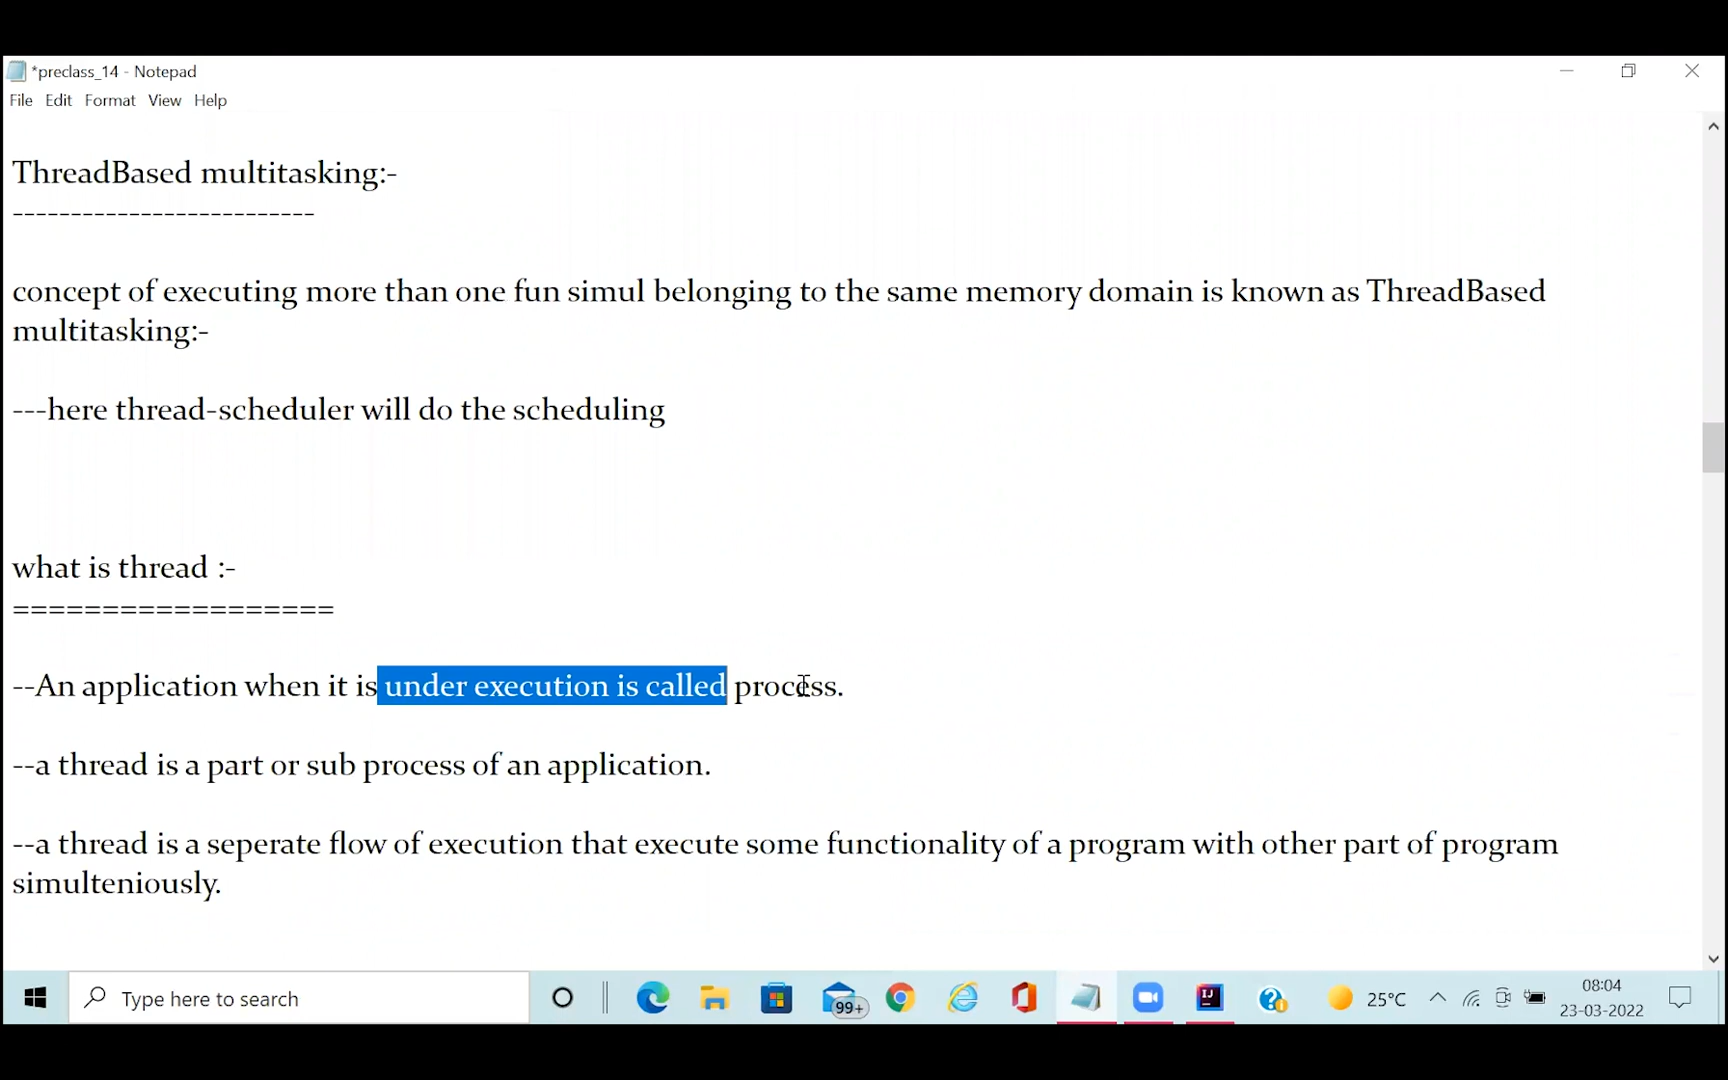 *preclass_14 - Notepad
File Edit Format View Help
ThreadBased multitasking:-
--------------------------
concept of executing more than one fun simul belonging to the same memory domain is known as ThreadBased
multitasking:-
---here thread-scheduler will do the scheduling
what is thread :-
==================
--An application when it is under execution is called process.
--a thread is a part or sub process of an application.
--a thread is a seperate flow of execution that execute some functionality of a program with other part of program
simulteniously.
Type here to search
99+
IJ
25°C
08:04
23-03-2022